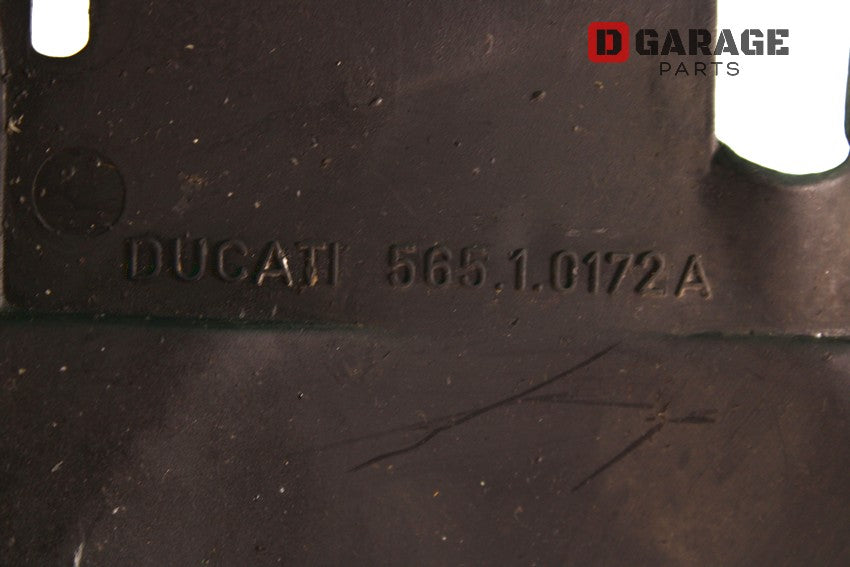 D GARAGE
PARTS
DUCATI 565.1.0172A